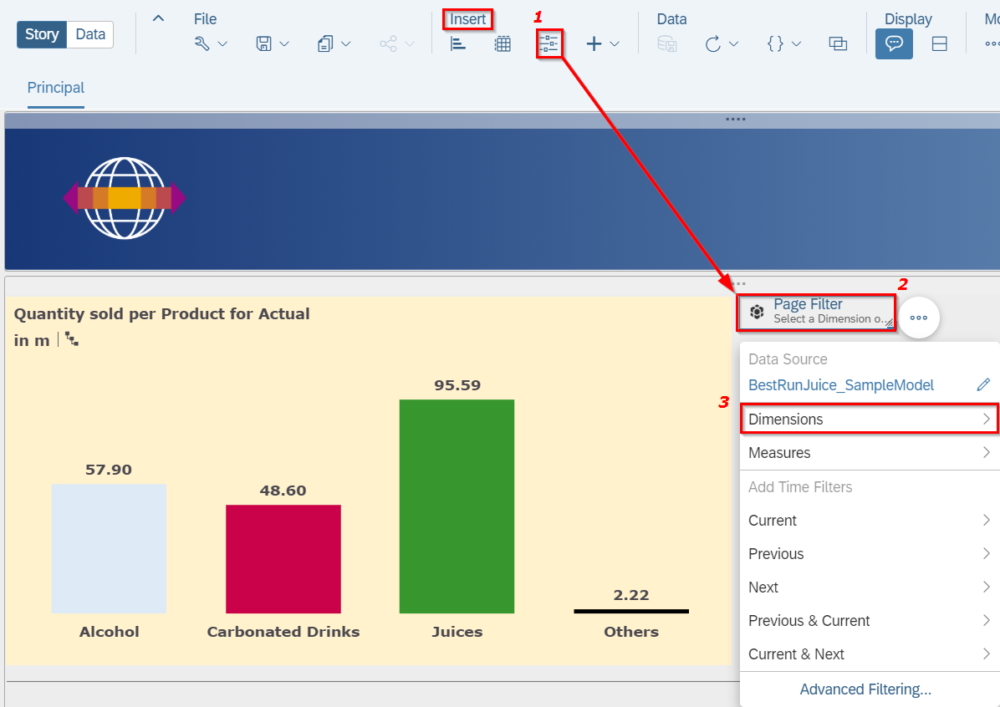 File
Insert
1
Data
Display
Mo
Story
Data
Principal
2
Page Filter
Select a Dimension o...
Quantity sold per Product for Actual
in m
Data Source
BestRunJuice_SampleModel
3
Dimensions
Measures
Add Time Filters
Current
Previous
Next
Previous & Current
Current & Next
Advanced Filtering...
95.59
57.90
48.60
2.22
Alcohol
Carbonated Drinks
Juices
Others